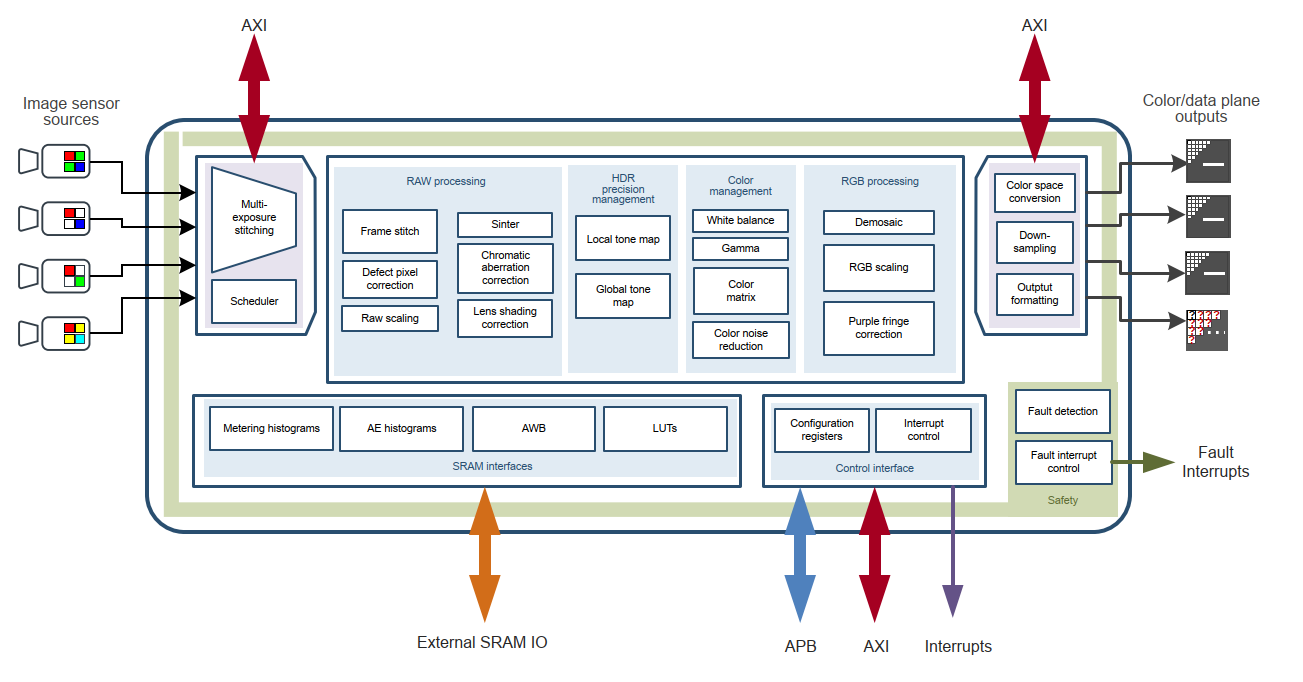 AXI
AXI
Image sensor
sources
Color/data plane
outputs
Multi-
exposure
stitching
Scheduler
RAW processing
Frame stitch
Defect pixel
correction
Raw scaling
Sinter
Chromatic
aberration
correction
Lens shading
correction
HDR
precision
management
Local tone map
Global tone
map
Color
management
White balance
Gamma
Color
matrix
Color noise
reduction
RGB processing
Demosaic
RGB scaling
Purple fringe
correction
Color space
conversion
Down-
sampling
Outptut
formatting
? ? ? ?
? ? ?
? ?
?
Metering histograms
AE histograms
AWB
LUTs
SRAM interfaces
Configuration
registers
Interrupt
control
Control interface
Fault detection
Fault interrupt
control
Safety
Fault
Interrupts
External SRAM IO
APB
AXI
Interrupts